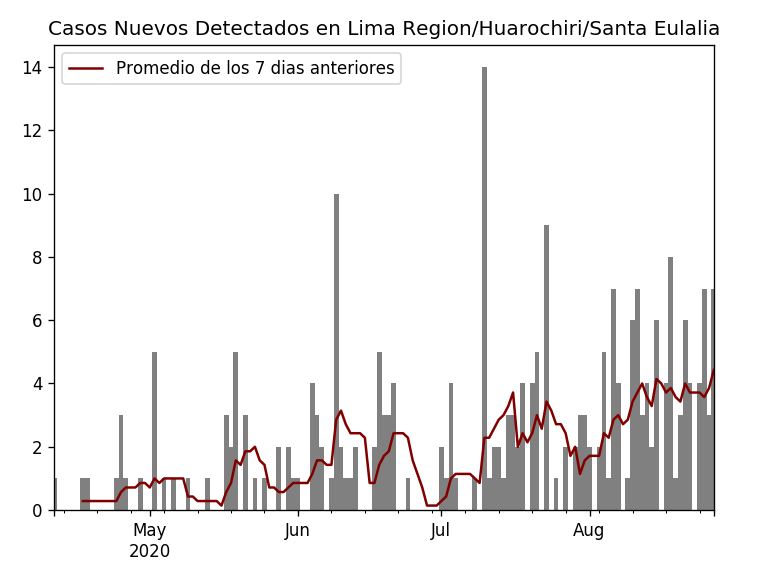 Casos Nuevos Detectados en Lima Region/Huarochiri/Santa Eulalia
Promedio de los 7 dias anteriores
14
12
10
8
6
4
2
0
May
2020
Jun
Jul
Aug